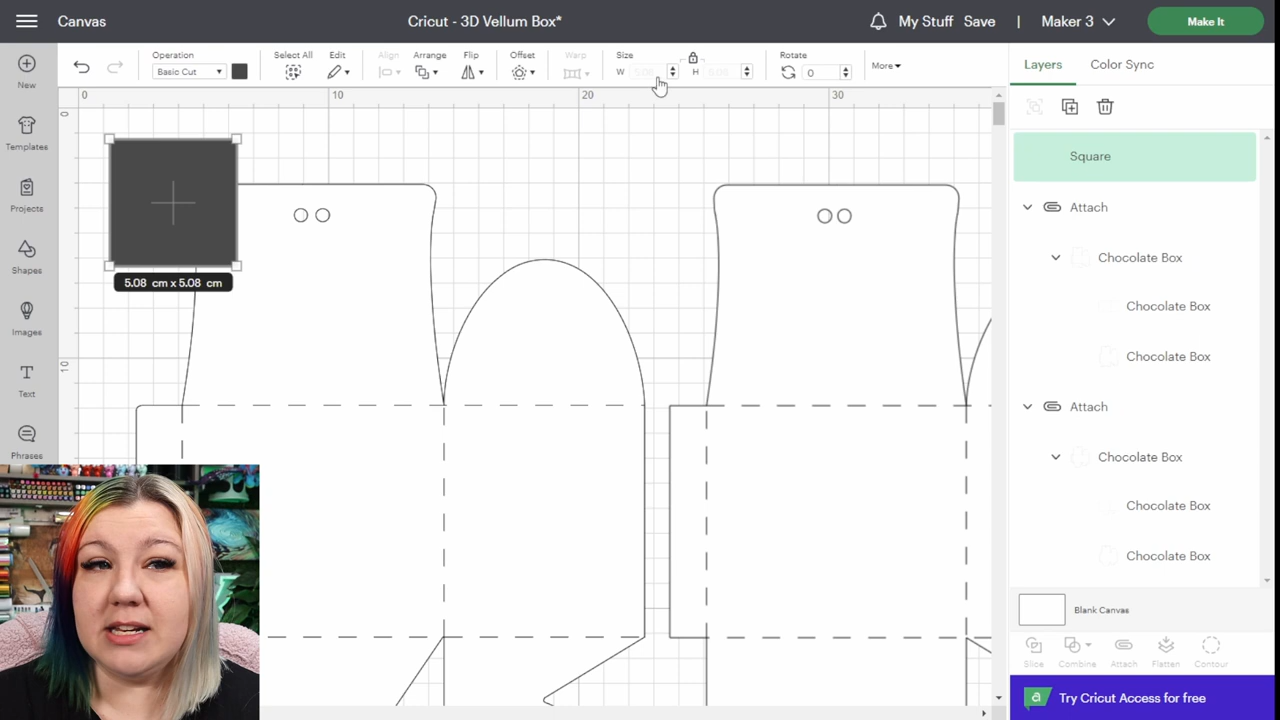 Canvas
Cricut - 3D Vellum Box*
My Stuff
Save
|
Maker 3
Make It
Operation
Basic Cut
Select All
Edit
Align
Arrange
Flip
Offset
Warp
Size
W
H
Rotate
0
More
Layers
Color Sync
New
Templates
Projects
Shapes
Images
Text
Phrases
0
10
20
30
0
10
5.08 cm x 5.08 cm
Square
Attach
Chocolate Box
Chocolate Box
Chocolate Box
Attach
Chocolate Box
Chocolate Box
Chocolate Box
Blank Canvas
Slice
Combine
Attach
Flatten
Contour
a
Try Cricut Access for free